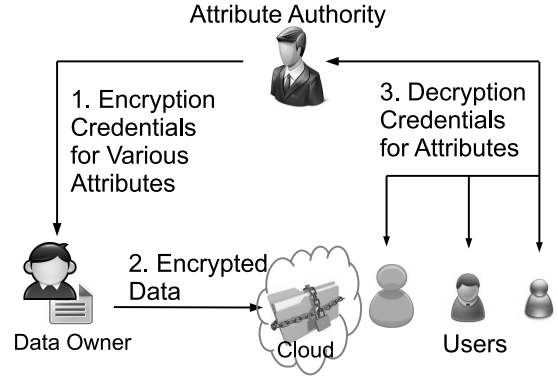 Attribute Authority
1. Encryption
Credentials
for Various
Attributes
3. Decryption
Credentials
for Attributes
2. Encrypted
Data
Data Owner
Cloud
Users